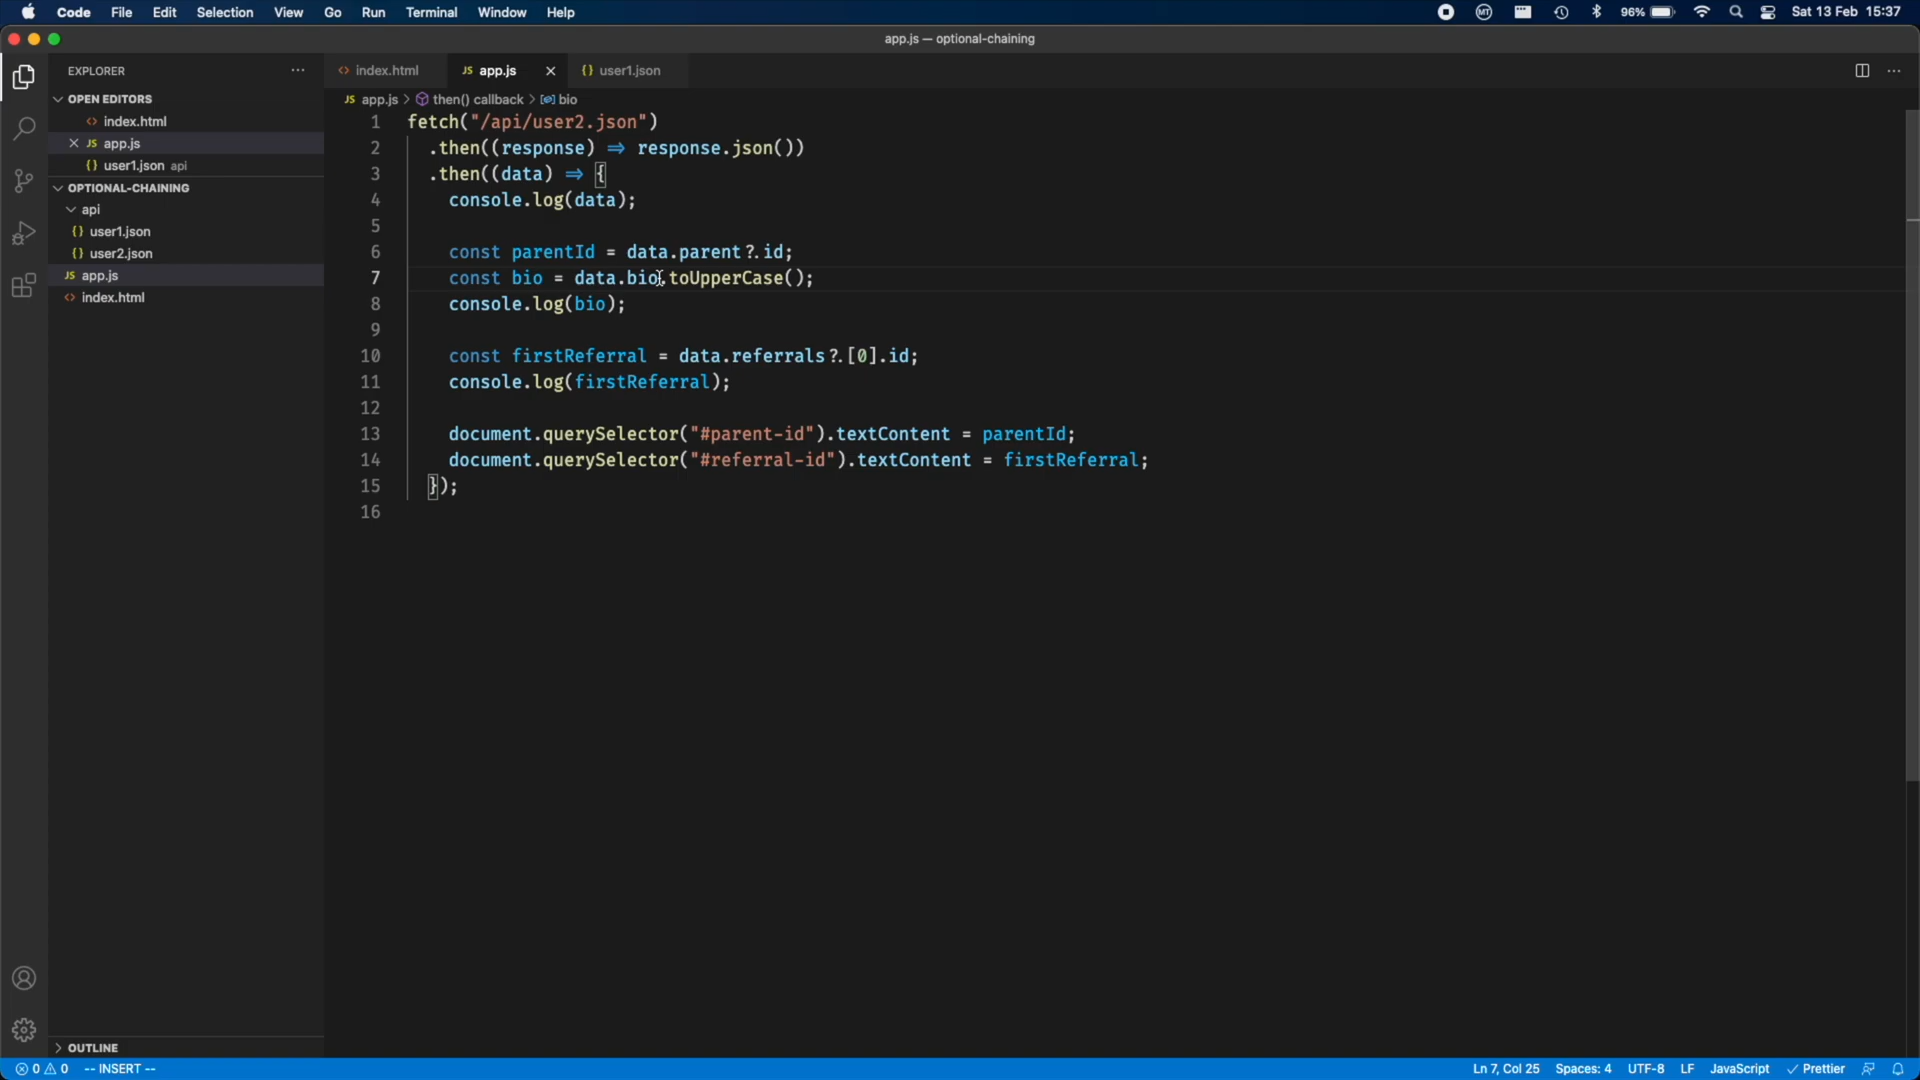 Code File Edit Selection View Go Run Terminal Window Help MT 96% Sat 13 Feb 15:37
app.js — optional-chaining
EXPLORER ···
OPEN EDITORS
<> index.html
× JS app.js
{} user1.json api
OPTIONAL-CHAINING
api
{} user1.json
{} user2.json
JS app.js
<> index.html
OUTLINE
<> index.html JS app.js × {} user1.json ···
JS app.js > then() callback > bio
1 fetch("/api/user2.json")
2 .then((response) => response.json())
3 .then((data) => {
4 console.log(data);
5
6 const parentId = data.parent?.id;
7 const bio = data.bio.toUpperCase();
8 console.log(bio);
9
10 const firstReferral = data.referrals?.[0].id;
11 console.log(firstReferral);
12
13 document.querySelector("#parent-id").textContent = parentId;
14 document.querySelector("#referral-id").textContent = firstReferral;
15 });
16
0 0 -- INSERT -- Ln 7, Col 25 Spaces: 4 UTF-8 LF JavaScript ✓ Prettier